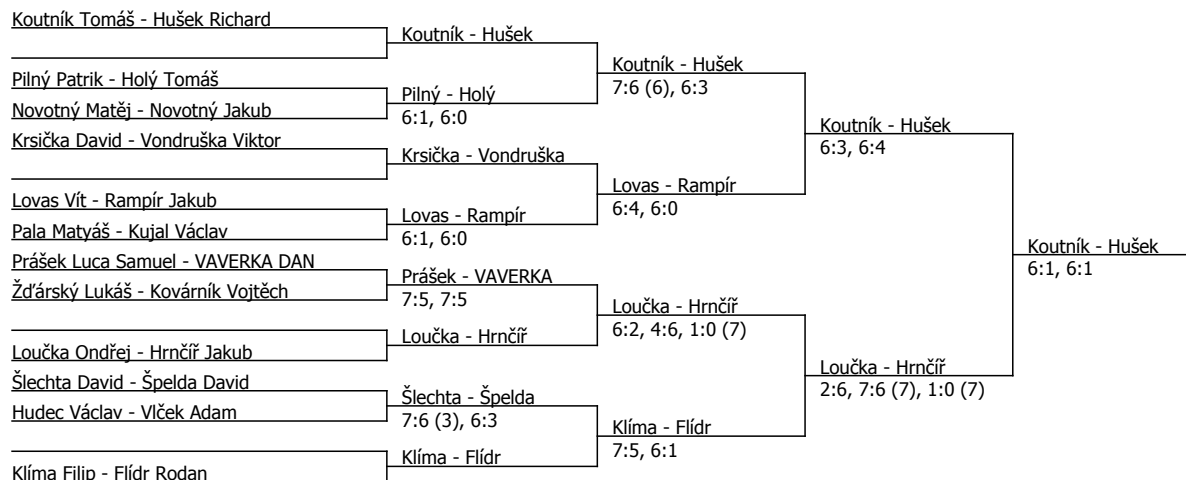 Koutník Tomáš - Hušek Richard
Pilný Patrik - Holý Tomáš
Novotný Matěj - Novotný Jakub
Krsička David - Vondruška Viktor
Lovas Vít - Rampír Jakub
Pala Matyáš - Kujal Václav
Prášek Luca Samuel - VAVERKA DAN
Žďárský Lukáš - Kovárník Vojtěch
Loučka Ondřej - Hrnčíř Jakub
Šlechta David - Špelda David
Hudec Václav - Vlček Adam
Klíma Filip - Flídr Rodan
Koutník - Hušek
Pilný - Holý
6:1, 6:0
Krsička - Vondruška
Lovas - Rampír
6:1, 6:0
Prášek - VAVERKA
7:5, 7:5
Loučka - Hrnčíř
Šlechta - Špelda
7:6 (3), 6:3
Klíma - Flídr
Koutník - Hušek
7:6 (6), 6:3
Lovas - Rampír
6:4, 6:0
Loučka - Hrnčíř
6:2, 4:6, 1:0 (7)
Klíma - Flídr
7:5, 6:1
Koutník - Hušek
6:3, 6:4
Loučka - Hrnčíř
2:6, 7:6 (7), 1:0 (7)
Koutník - Hušek
6:1, 6:1